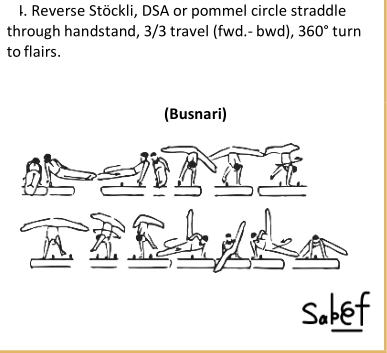 I. Reverse Stöckli, DSA or pommel circle straddle
through handstand, 3/3 travel (fwd.- bwd), 360° turn
to flairs.
(Busnari)
Sabef